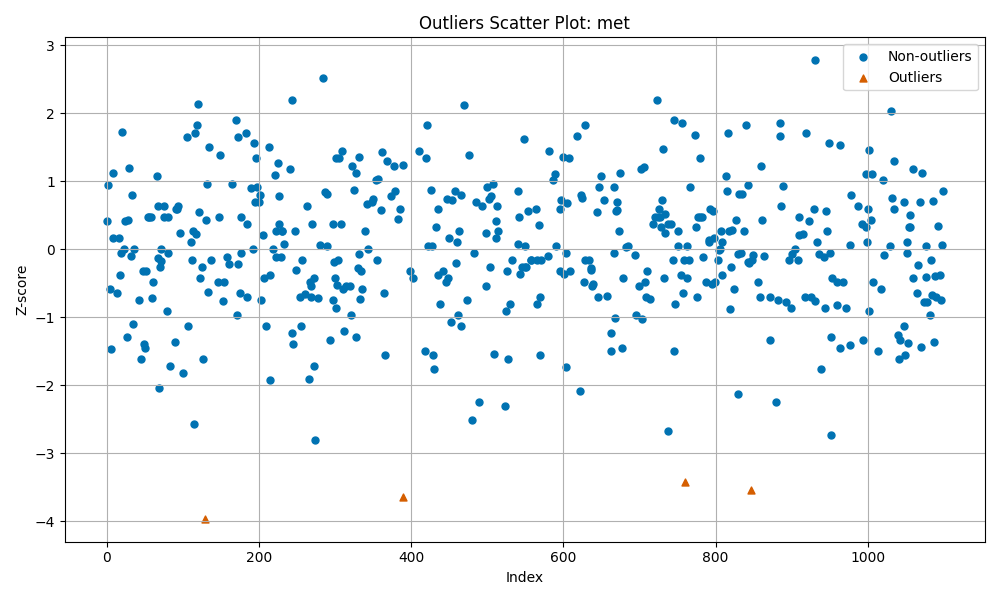 Outliers Scatter Plot: met
Non-outliers
Outliers
Z-score
3
2
1
0
−1
−2
−3
−4
0 200 400 600 800 1000
Index